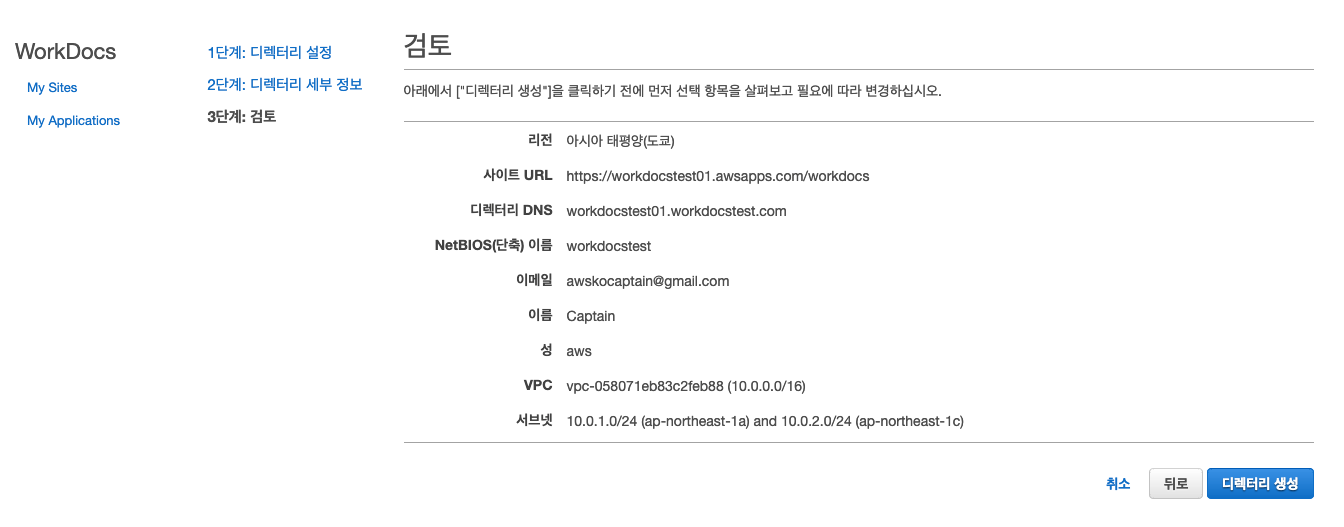 WorkDocs
My Sites
My Applications
1단계: 디렉터리 설정
2단계: 디렉터리 세부 정보
3단계: 검토
검토
아래에서 ["디렉터리 생성"]을 클릭하기 전에 먼저 선택 항목을 살펴보고 필요에 따라 변경하십시오.
리전 아시아 태평양(도쿄)
사이트 URL https://workdocstest01.awsapps.com/workdocs
디렉터리 DNS workdocstest01.workdocstest.com
NetBIOS(단축) 이름 workdocstest
이메일 awskocaptain@gmail.com
이름 Captain
성 aws
VPC vpc-058071eb83c2feb88 (10.0.0.0/16)
서브넷 10.0.1.0/24 (ap-northeast-1a) and 10.0.2.0/24 (ap-northeast-1c)
취소 뒤로 디렉터리 생성